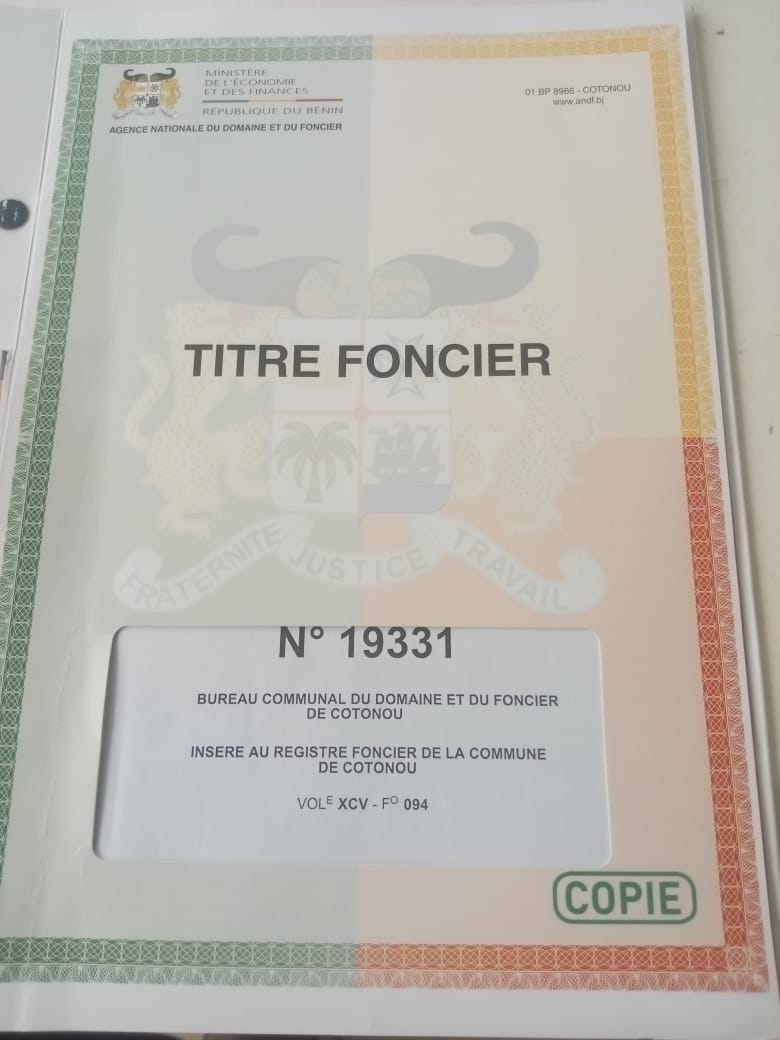 MINISTÈRE
DE L'ÉCONOMIE
ET DES FINANCES
RÉPUBLIQUE DU BÉNIN
AGENCE NATIONALE DU DOMAINE ET DU FONCIER
01 BP 8966 - COTONOU
www.andf.bj
TITRE FONCIER
FRATERNITE JUSTICE TRAVAIL
N° 19331
BUREAU COMMUNAL DU DOMAINE ET DU FONCIER
DE COTONOU
INSERE AU REGISTRE FONCIER DE LA COMMUNE
DE COTONOU
VOLE XCV - FO 094
COPIE